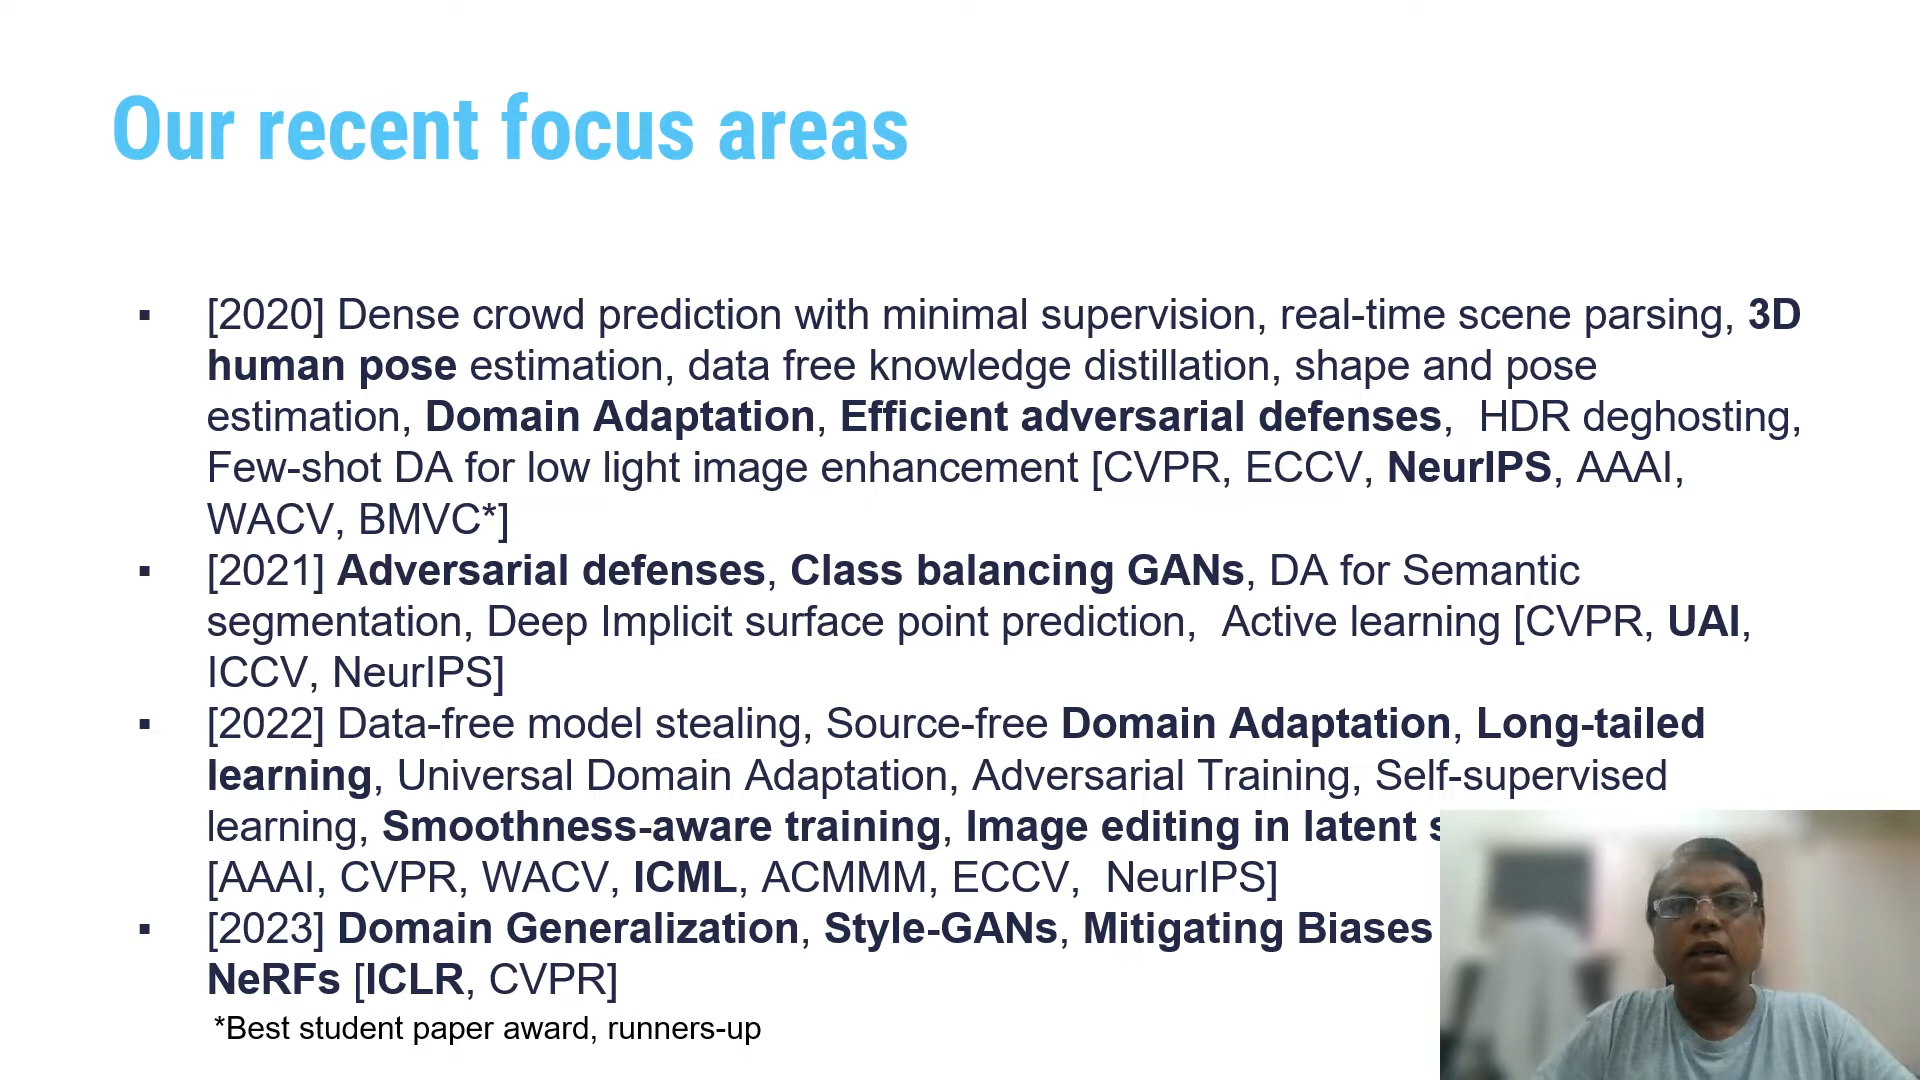 Our recent focus areas
▪ [2020] Dense crowd prediction with minimal supervision, real-time scene parsing, 3D
human pose estimation, data free knowledge distillation, shape and pose
estimation, Domain Adaptation, Efficient adversarial defenses, HDR deghosting,
Few-shot DA for low light image enhancement [CVPR, ECCV, NeurIPS, AAAI,
WACV, BMVC*]
▪ [2021] Adversarial defenses, Class balancing GANs, DA for Semantic
segmentation, Deep Implicit surface point prediction, Active learning [CVPR, UAI,
ICCV, NeurIPS]
▪ [2022] Data-free model stealing, Source-free Domain Adaptation, Long-tailed
learning, Universal Domain Adaptation, Adversarial Training, Self-supervised
learning, Smoothness-aware training, Image editing in latent
[AAAI, CVPR, WACV, ICML, ACMMM, ECCV, NeurIPS]
▪ [2023] Domain Generalization, Style-GANs, Mitigating Biases
NeRFs [ICLR, CVPR]
*Best student paper award, runners-up